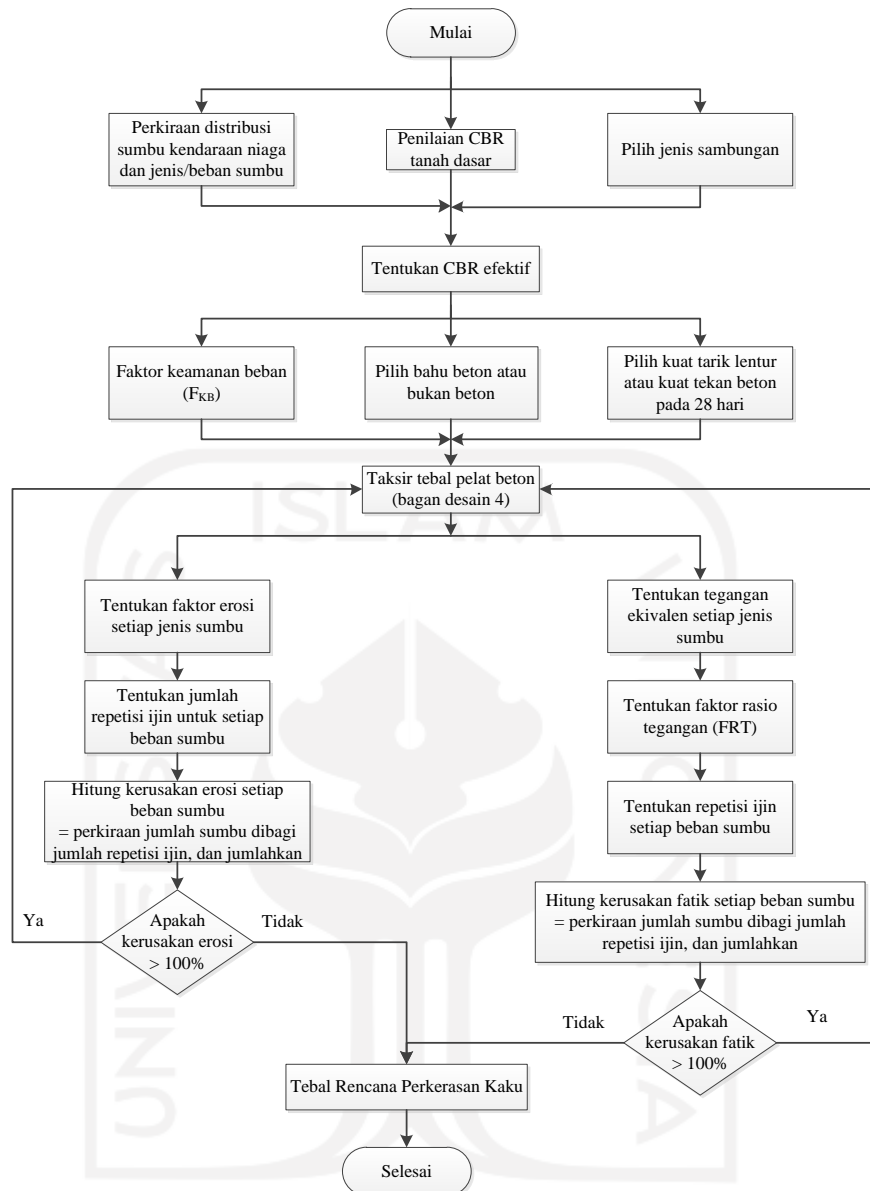 Mulai
Perkiraan distribusi
sumbu kendaraan niaga
dan jenis/beban sumbu
Penilaian CBR
tanah dasar
Pilih jenis sambungan
Tentukan CBR efektif
Faktor keamanan beban
(FKB)
Pilih bahu beton atau
bukan beton
Pilih kuat tarik lentur
atau kuat tekan beton
pada 28 hari
Taksir tebal pelat beton
(bagan desain 4)
Tentukan faktor erosi
setiap jenis sumbu
Tentukan jumlah
repetisi ijin untuk setiap
beban sumbu
Hitung kerusakan erosi setiap
beban sumbu
= perkiraan jumlah sumbu dibagi
jumlah repetisi ijin, dan jumlahkan
Ya
Apakah
kerusakan erosi
> 100%
Tidak
Tentukan tegangan
ekivalen setiap jenis
sumbu
Tentukan faktor rasio
tegangan (FRT)
Tentukan repetisi ijin
setiap beban sumbu
Hitung kerusakan fatik setiap beban sumbu
= perkiraan jumlah sumbu dibagi jumlah
repetisi ijin, dan jumlahkan
Tidak
Apakah
kerusakan fatik
> 100%
Ya
Tebal Rencana Perkerasan Kaku
Selesai
ISLAM
UNIVERSITAS
INDONESIA